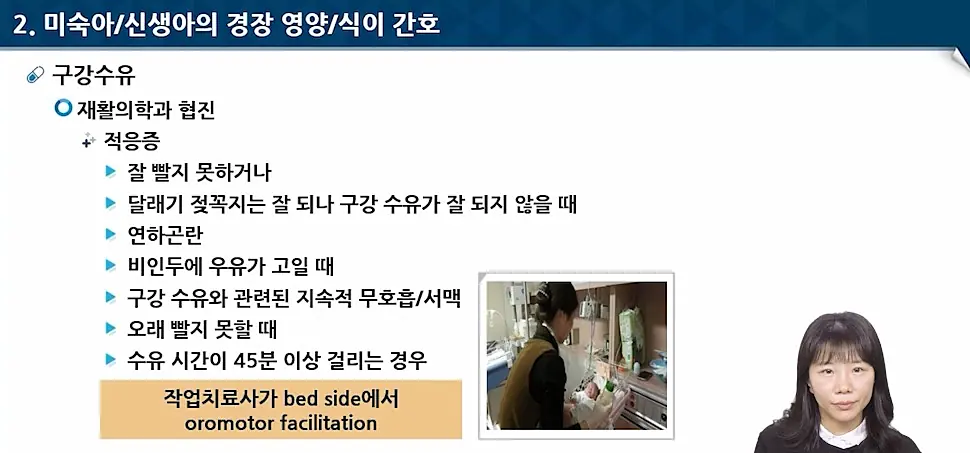 2. 미숙아/신생아의 경장 영양/식이 간호
구강수유
재활의학과 협진
적응증
잘 빨지 못하거나
달래기 젖꼭지는 잘 되나 구강 수유가 잘 되지 않을 때
연하곤란
비인두에 우유가 고일 때
구강 수유와 관련된 지속적 무호흡/서맥
오래 빨지 못할 때
수유 시간이 45분 이상 걸리는 경우
작업치료사가 bed side에서
oromotor facilitation